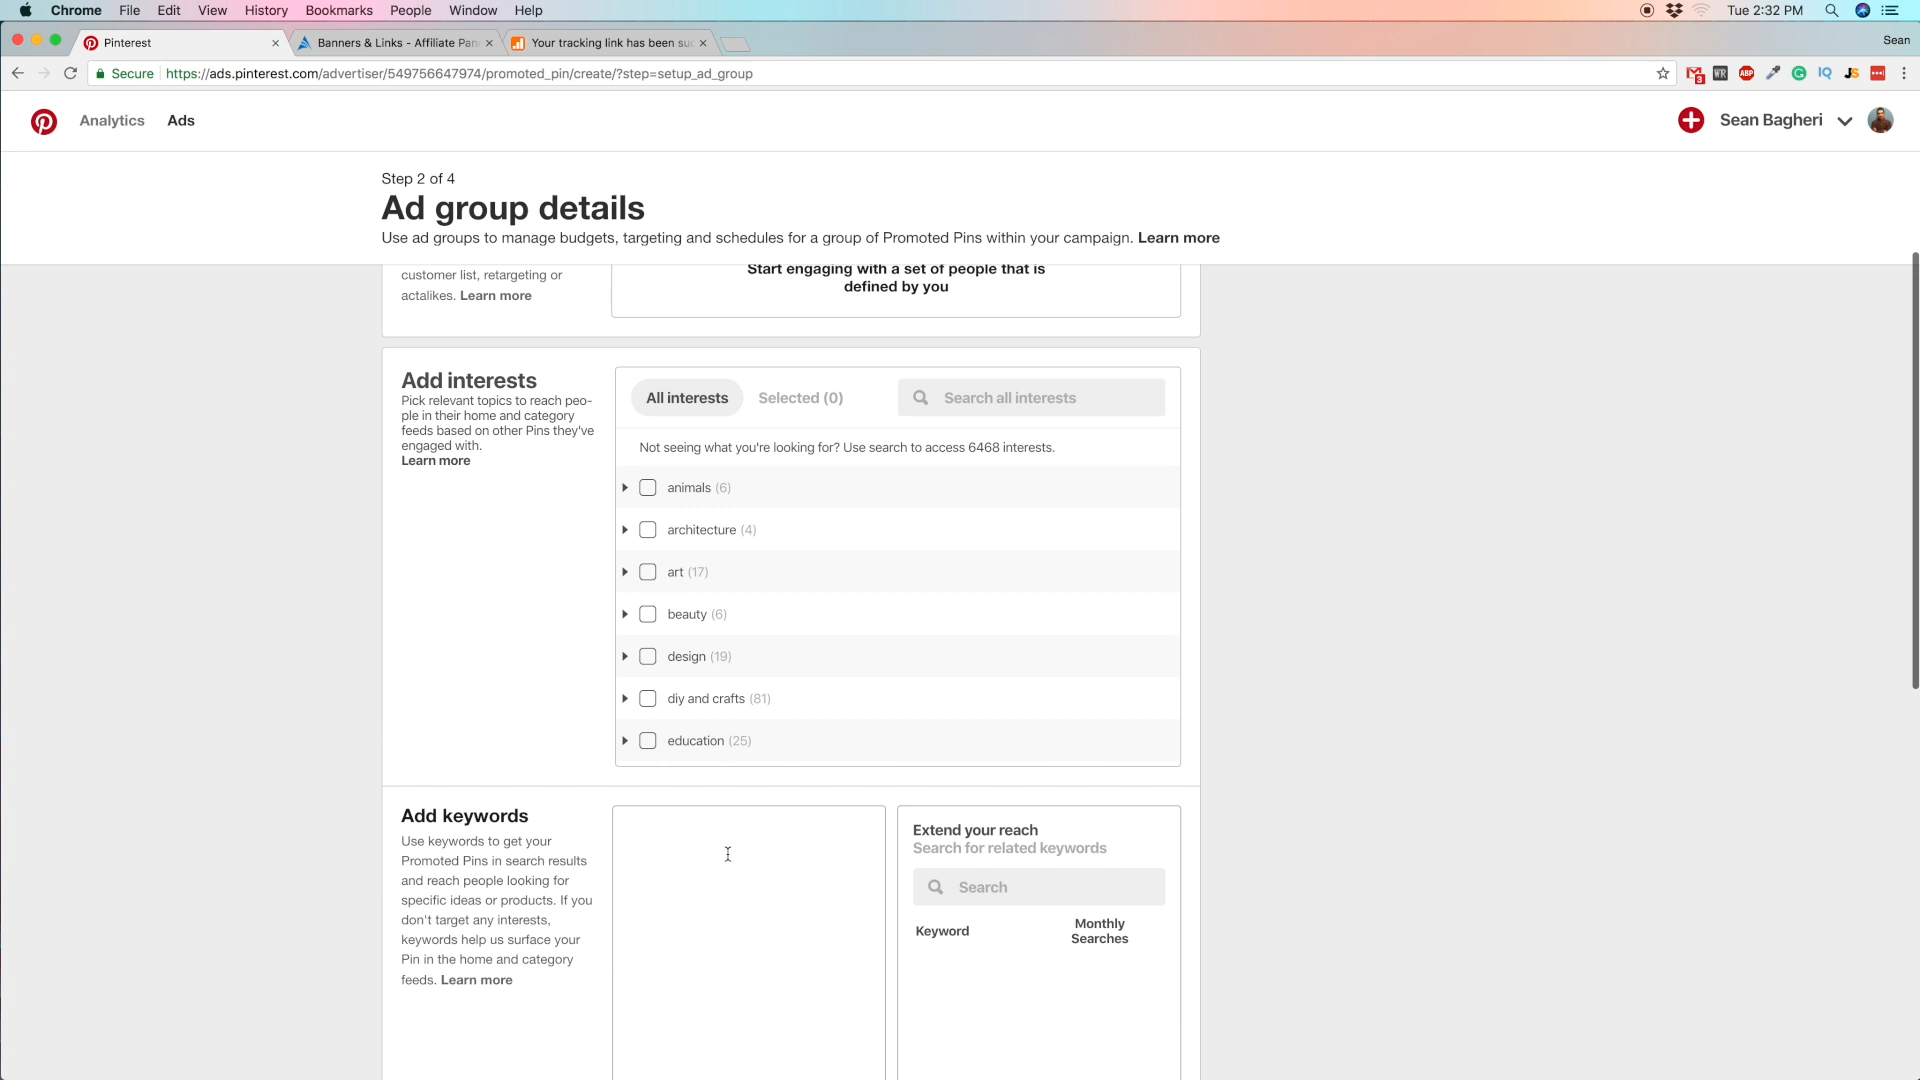 Chrome File Edit View History Bookmarks People Window Help Tue 2:32 PM
Pinterest Banners & Links - Affiliate Pan Your tracking link has been suc Sean
Secure https://ads.pinterest.com/advertiser/549756647974/promoted_pin/create/?step=setup_ad_group
3 WR ABP IQ JS
Analytics Ads Sean Bagheri
Step 2 of 4
Ad group details
Use ad groups to manage budgets, targeting and schedules for a group of Promoted Pins within your campaign. Learn more
customer list, retargeting or
actalikes. Learn more
Start engaging with a set of people that is
defined by you
Add interests
Pick relevant topics to reach peo-
ple in their home and category
feeds based on other Pins they've
engaged with.
Learn more
All interests Selected (0) Search all interests
Not seeing what you're looking for? Use search to access 6468 interests.
animals (6)
architecture (4)
art (17)
beauty (6)
design (19)
diy and crafts (81)
education (25)
Add keywords
Use keywords to get your
Promoted Pins in search results
and reach people looking for
specific ideas or products. If you
don't target any interests,
keywords help us surface your
Pin in the home and category
feeds. Learn more
Extend your reach
Search for related keywords
Search
Keyword
Monthly
Searches